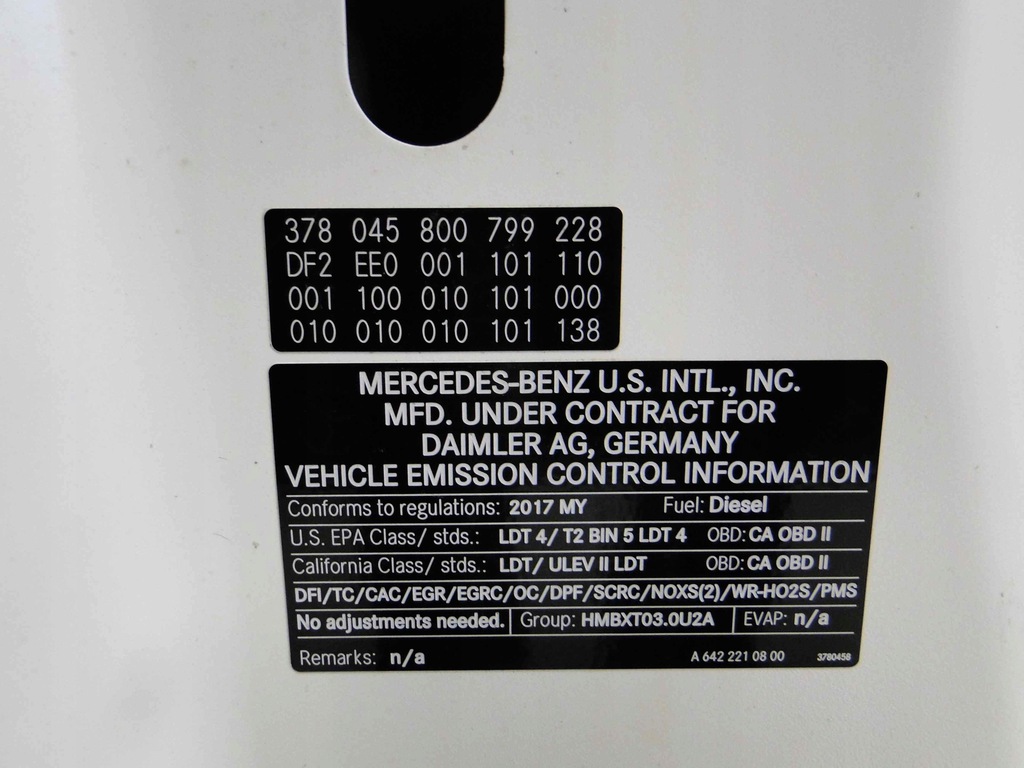 378 045 800 799 228
DF2 EE0 001 101 110
001 100 010 101 000
010 010 010 101 138
MERCEDES-BENZ U.S. INTL., INC.
MFD. UNDER CONTRACT FOR
DAIMLER AG, GERMANY
VEHICLE EMISSION CONTROL INFORMATION
Conforms to regulations: 2017 MY Fuel: Diesel
U.S. EPA Class/ stds.: LDT 4/ T2 BIN 5 LDT 4 OBD: CA OBD II
California Class/ stds.: LDT/ ULEV II LDT OBD: CA OBD II
DFI/TC/CAC/EGR/EGRC/OC/DPF/SCRC/NOXS(2)/WR-HO2S/PMS
No adjustments needed. Group: HMBXT03.0U2A EVAP: n/a
Remarks: n/a A 642 221 08 00 3780458